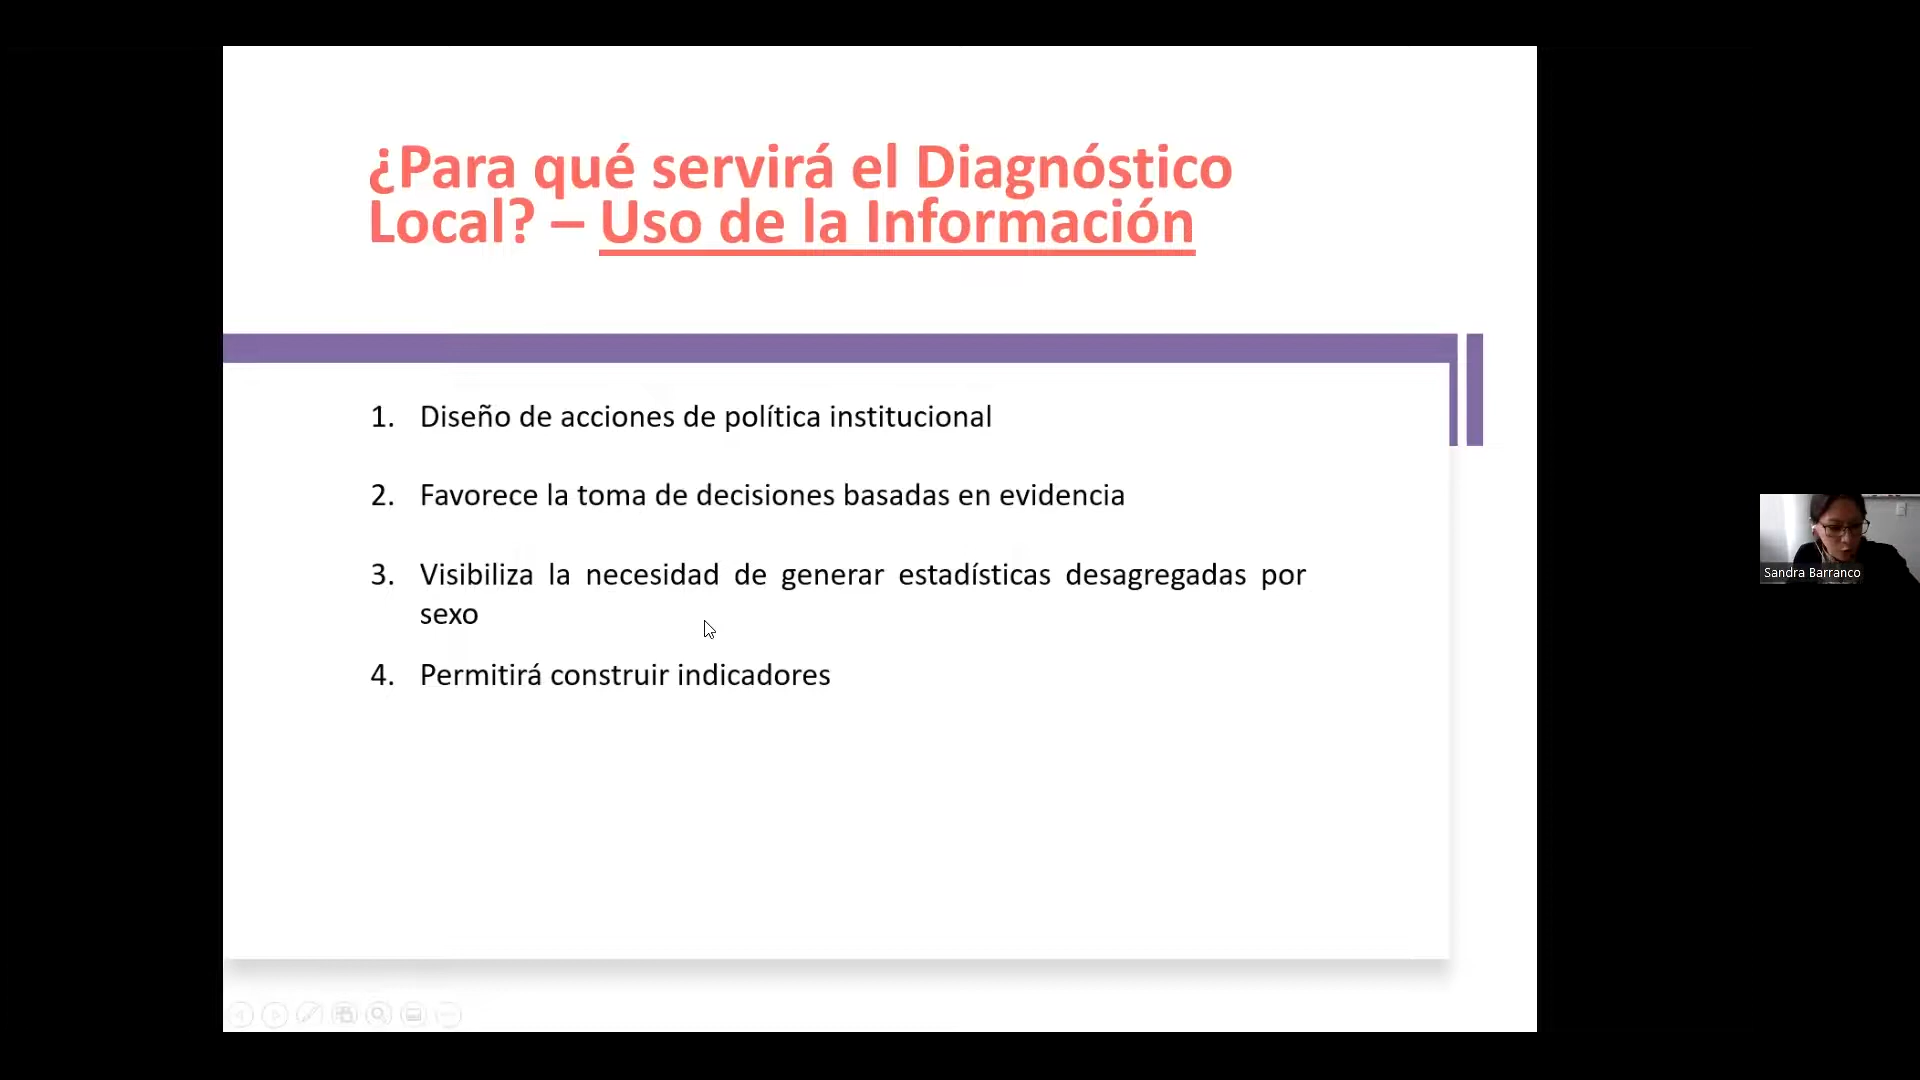 ¿Para qué servirá el Diagnóstico
Local? – Uso de la Información
1. Diseño de acciones de política institucional
2. Favorece la toma de decisiones basadas en evidencia
3. Visibiliza la necesidad de generar estadísticas desagregadas por
sexo
4. Permitirá construir indicadores
Sandra Barranco